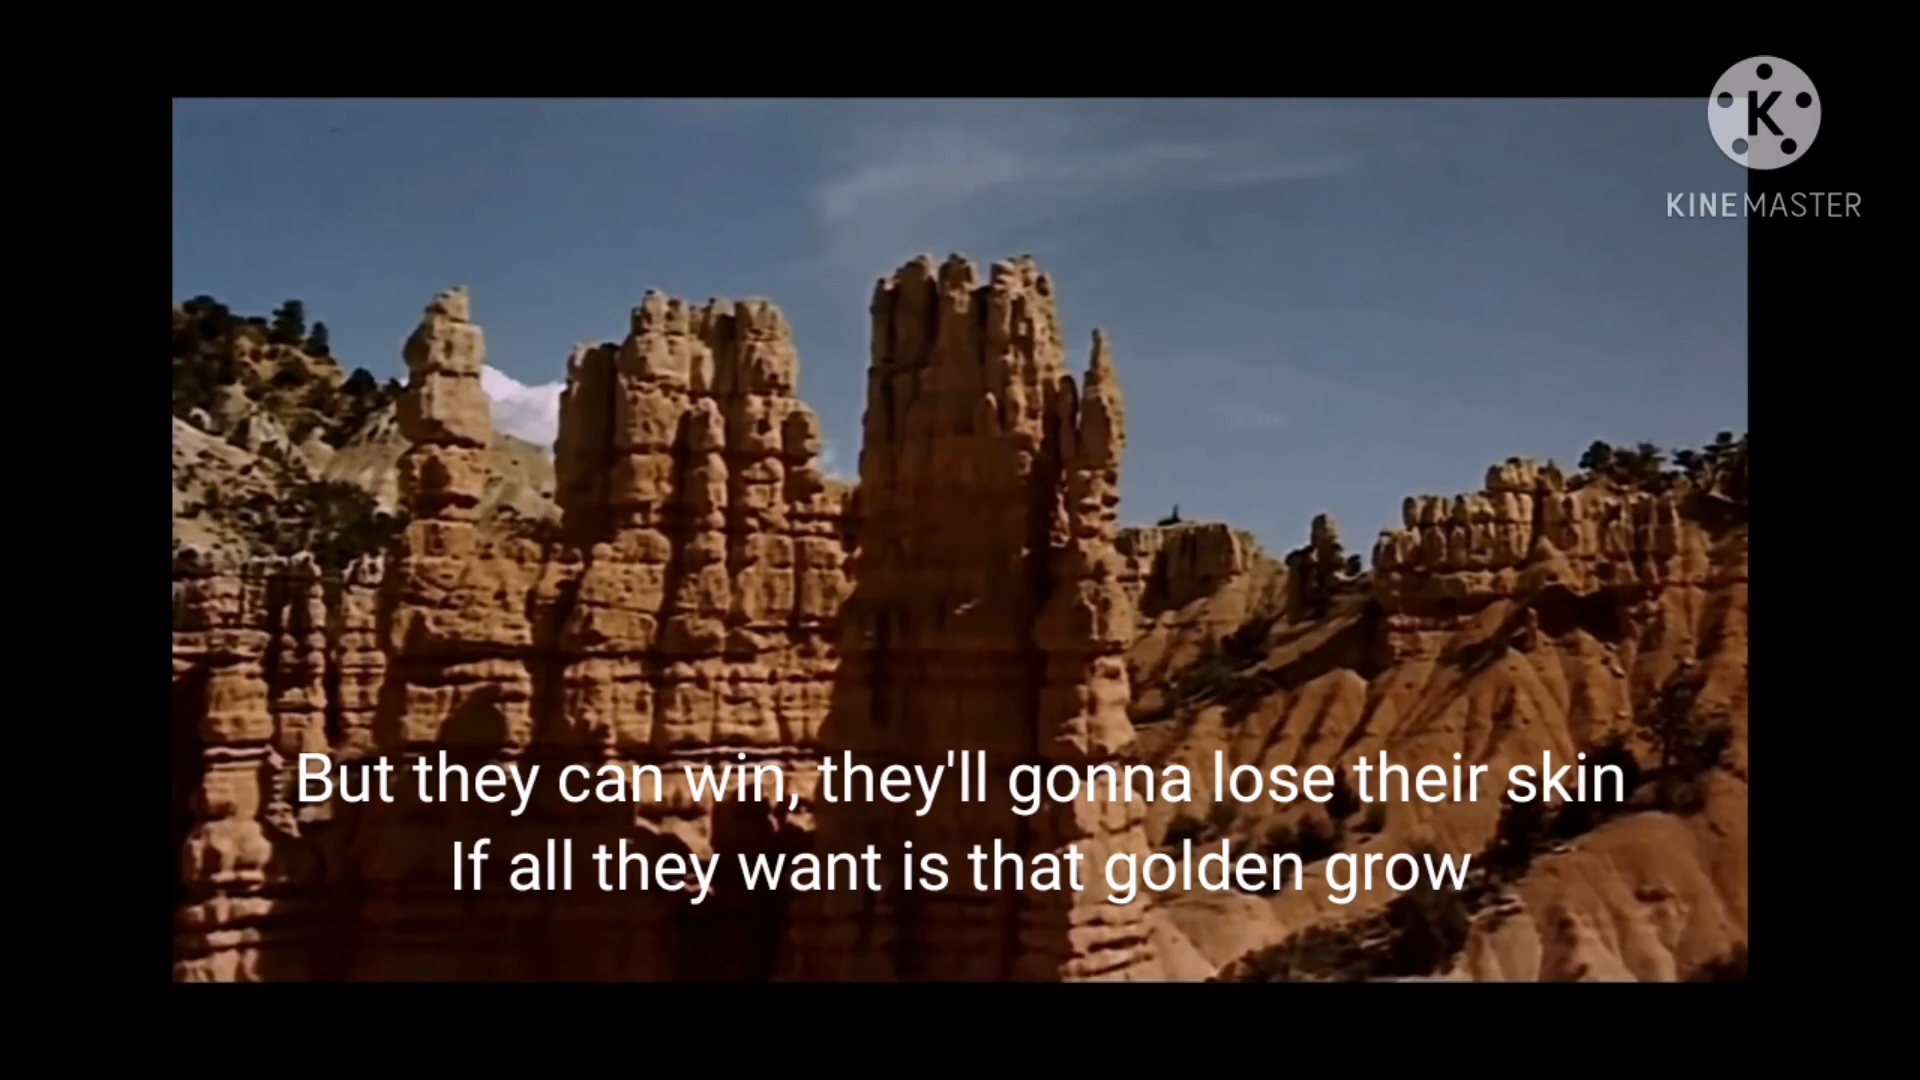 K
KINEMASTER
But they can win, they'll gonna lose their skin
If all they want is that golden grow